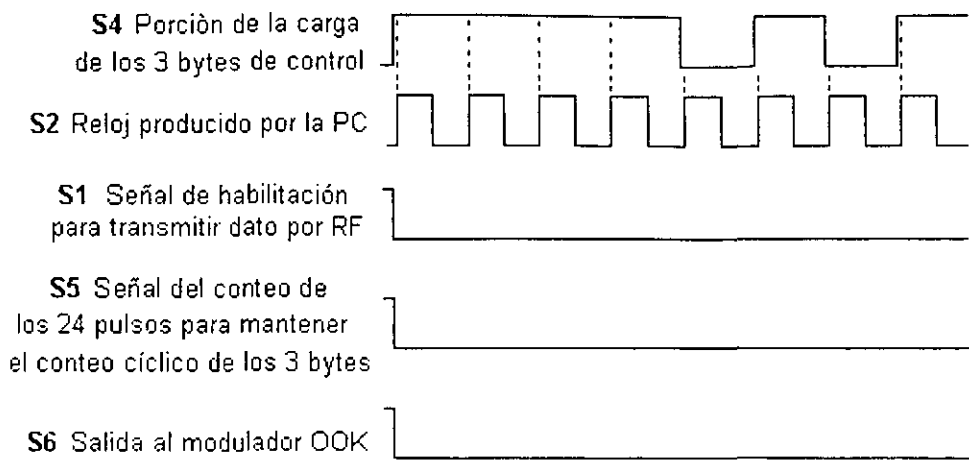 S4 Porciòn de la carga
de los 3 bytes de control
S2 Reloj producido por la PC
S1 Señal de habilitación
para transmitir dato por RF
S5 Señal del conteo de
los 24 pulsos para mantener
el conteo cíclico de los 3 bytes
S6 Salida al modulador OOK